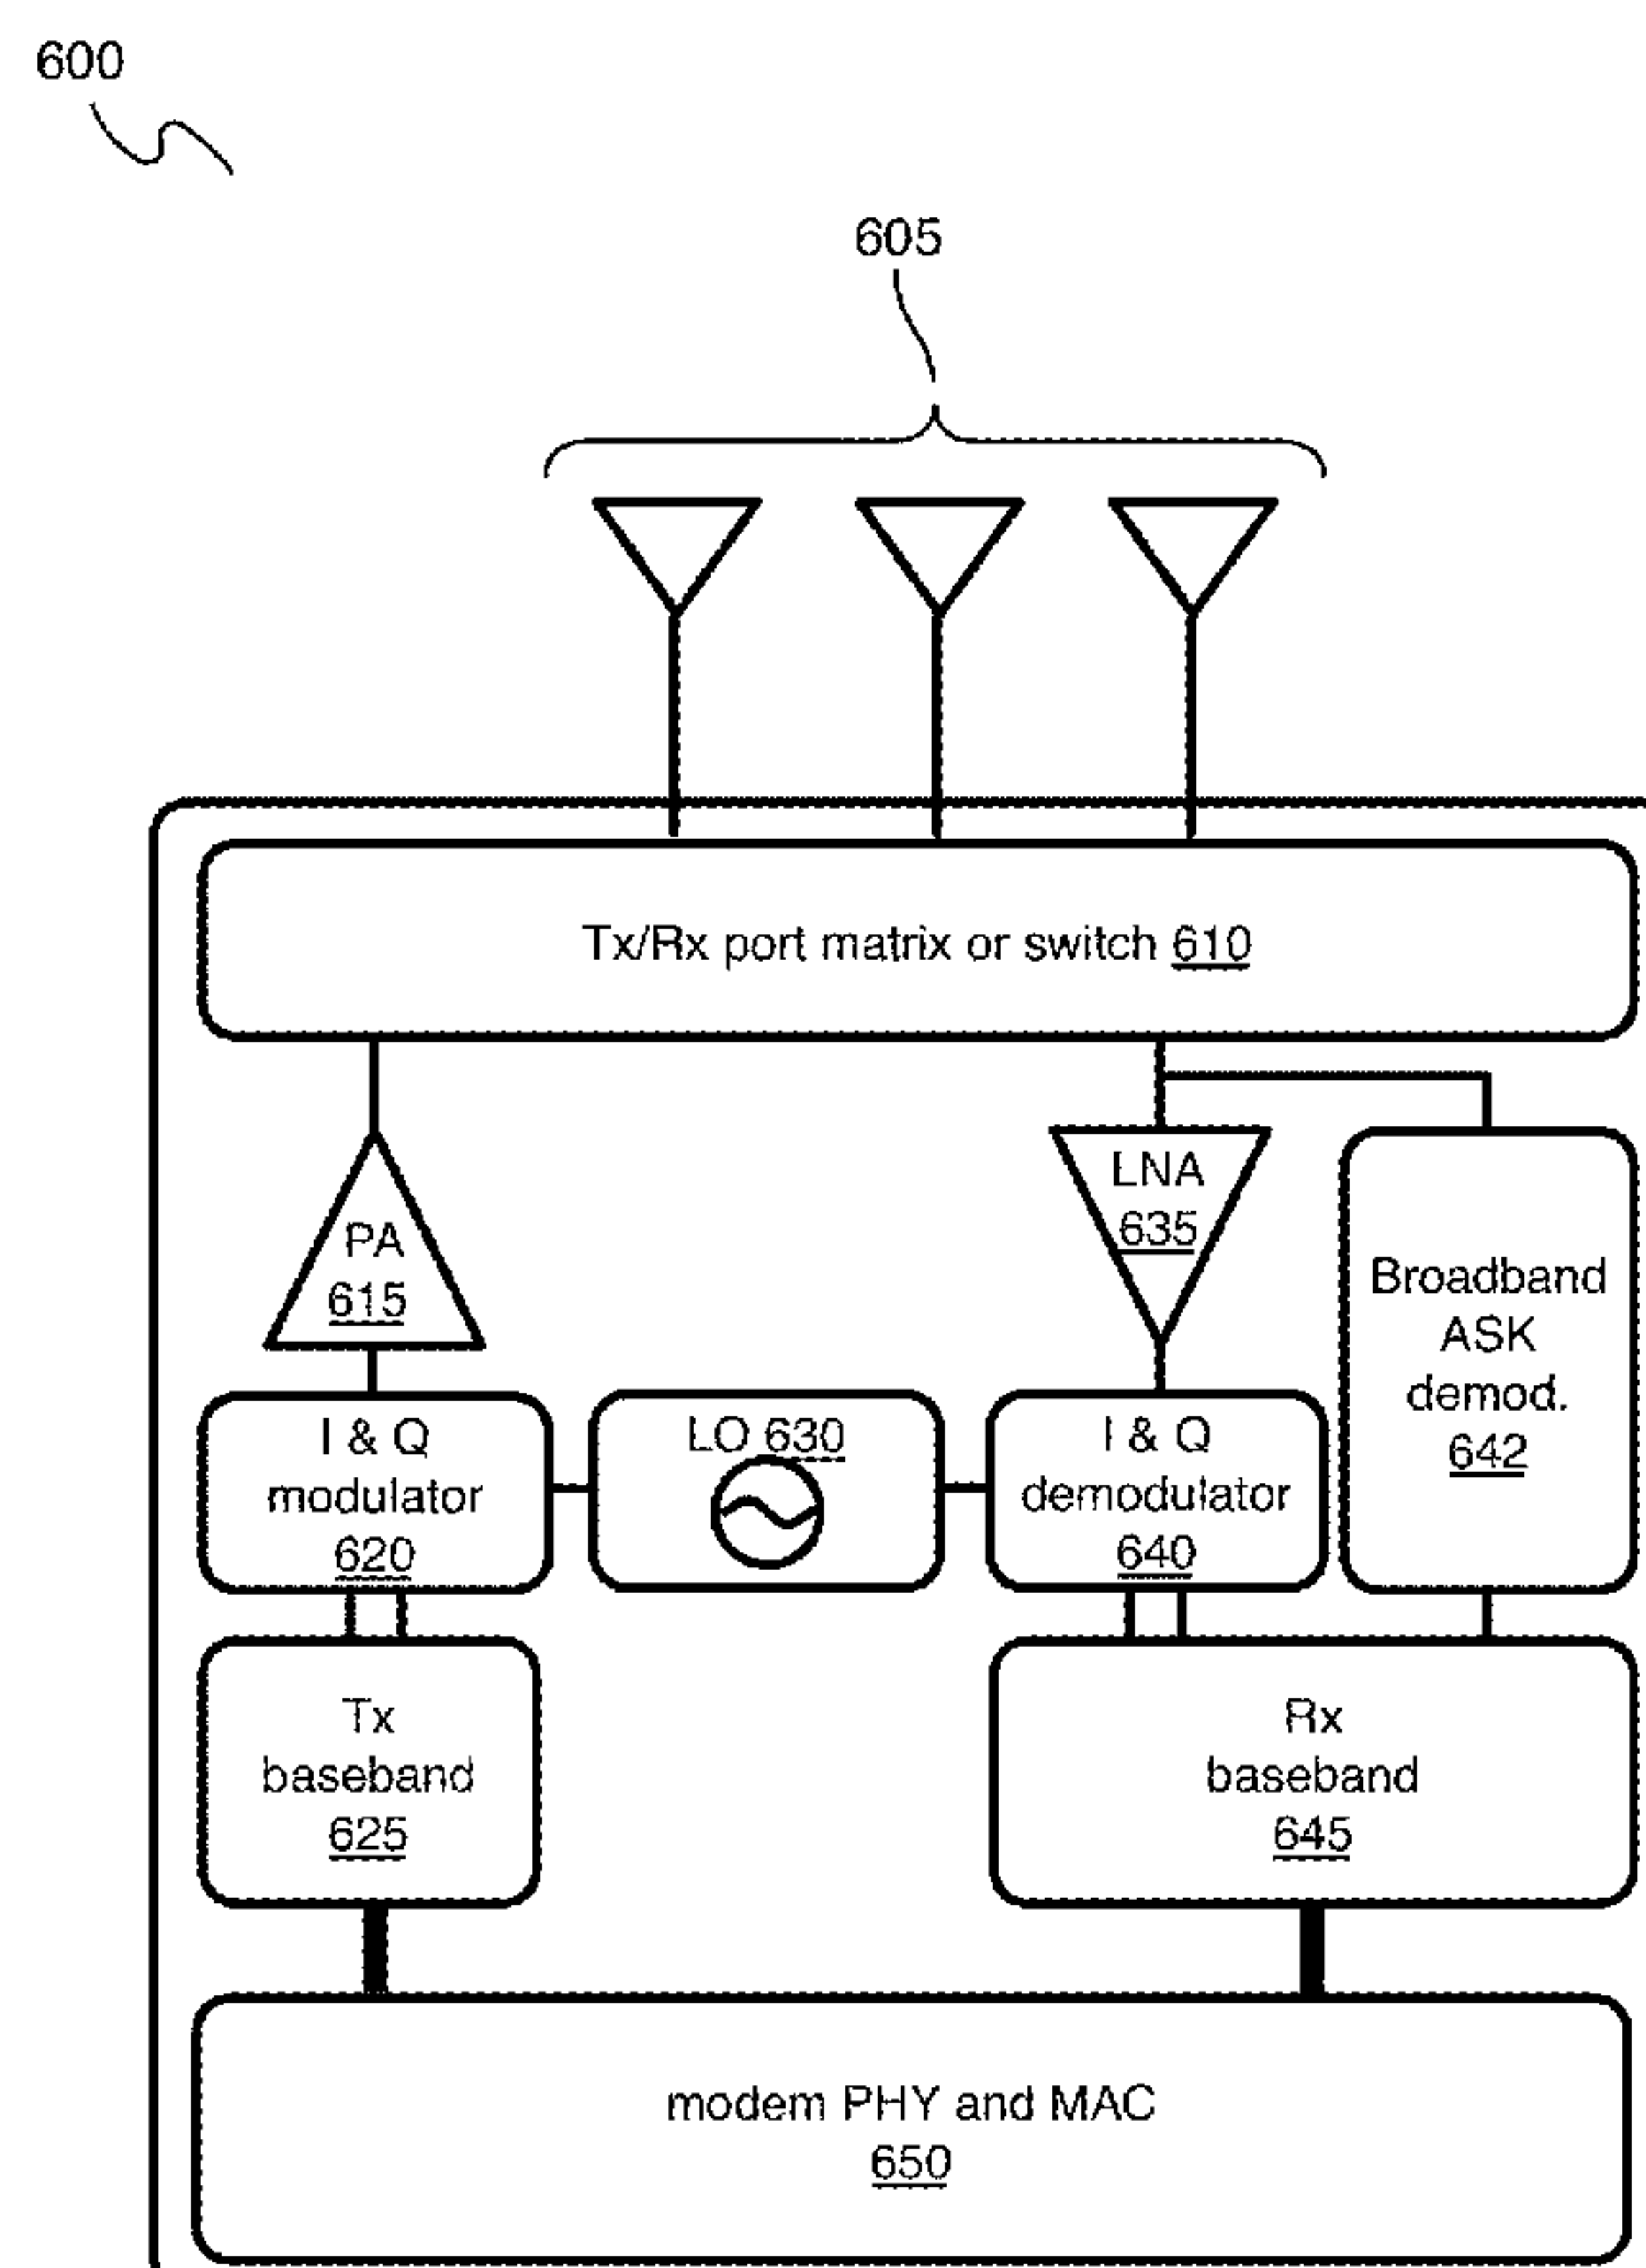 600
605
Tx/Rx port matrix or switch 610
PA
615
LNA
635
Broadband
ASK
demod.
642
I & Q
modulator
620
LO 630
I & Q
demodulator
640
Tx
baseband
625
Rx
baseband
645
modem PHY and MAC
650